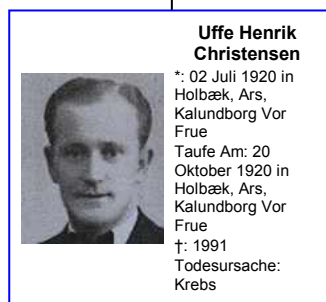 Uffe Henrik
Christensen
*: 02 Juli 1920 in
Holbæk, Ars,
Kalundborg Vor
Frue
Taufe Am: 20
Oktober 1920 in
Holbæk, Ars,
Kalundborg Vor
Frue
†: 1991
Todesursache:
Krebs